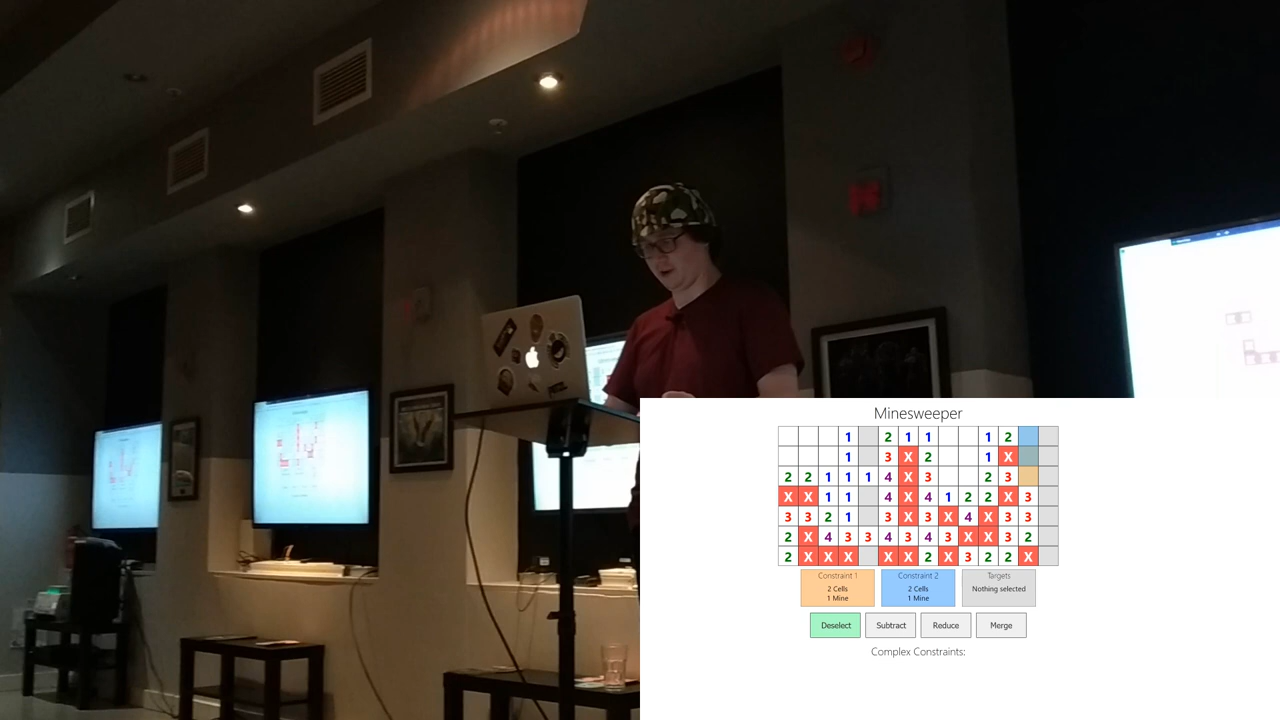 Minesweeper
1 2 1 1 1 2
1 3 X 2 1 X
2 2 1 1 1 4 X 3 2 3
X X 1 1 4 X 4 1 2 2 X 3
3 3 2 1 3 X 3 X 4 X 3 3
2 X 4 3 3 4 3 4 3 X X 3 2
2 X X X X X 2 X 3 2 2 X
Constraint 1
2 Cells
1 Mine
Constraint 2
2 Cells
1 Mine
Targets
Nothing selected
Deselect
Subtract
Reduce
Merge
Complex Constraints: